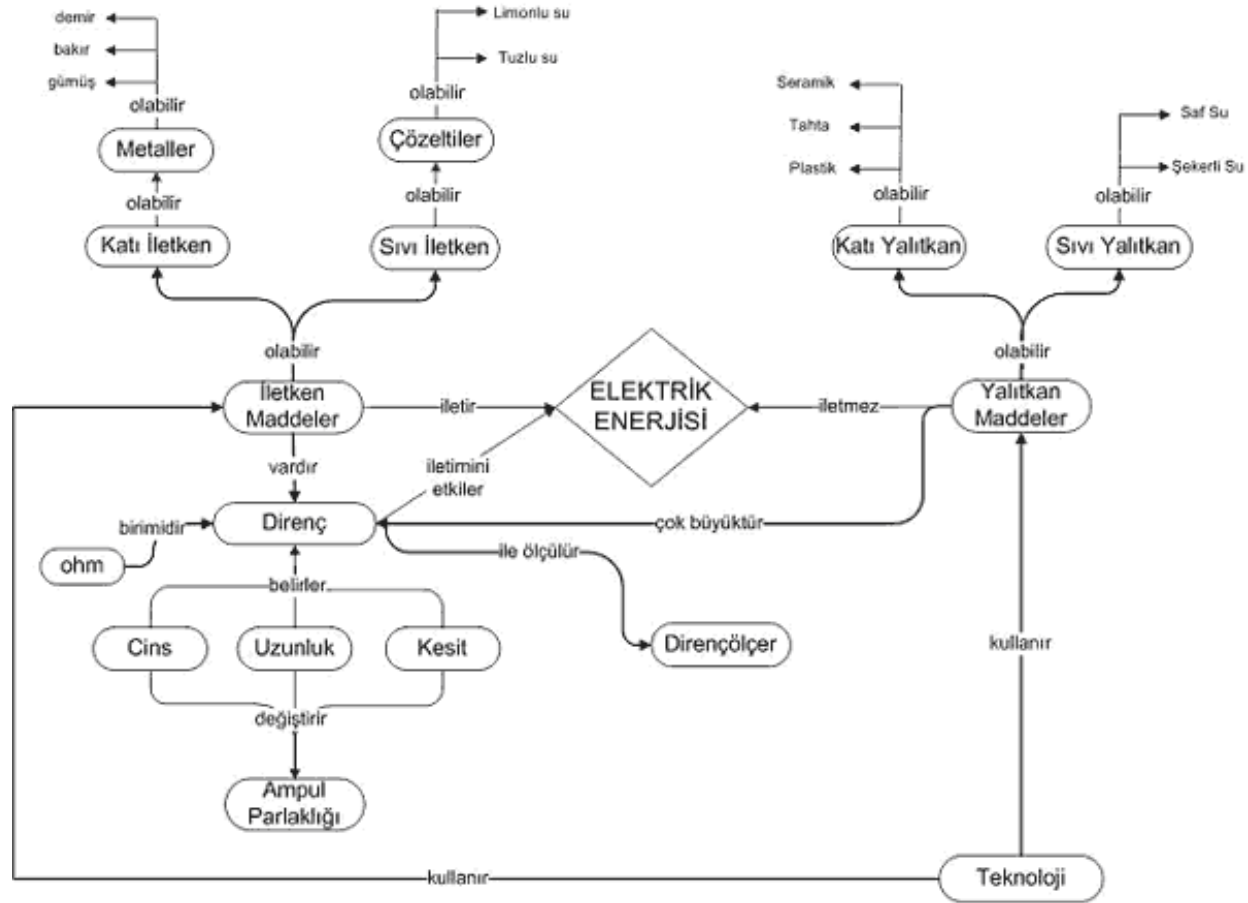 demir
bakır
gümüş
olabilir
Metaller
olabilir
Katı İletken
Limonlu su
Tuzlu su
olabilir
Çözeltiler
olabilir
Sıvı İletken
olabilir
Seramik
Tahta
Plastik
olabilir
Katı Yalıtkan
Saf Su
Şekerli Su
olabilir
Sıvı Yalıtkan
olabilir
İletken
Maddeler
iletir
ELEKTRİK
ENERJİSİ
iletmez
Yalıtkan
Maddeler
vardır
iletimini
etkiler
birimidir
Direnç
çok büyüktür
ohm
ile ölçülür
belirler
Cins
Uzunluk
Kesit
Dirençölçer
kullanır
değiştirir
Ampul
Parlaklığı
kullanır
Teknoloji